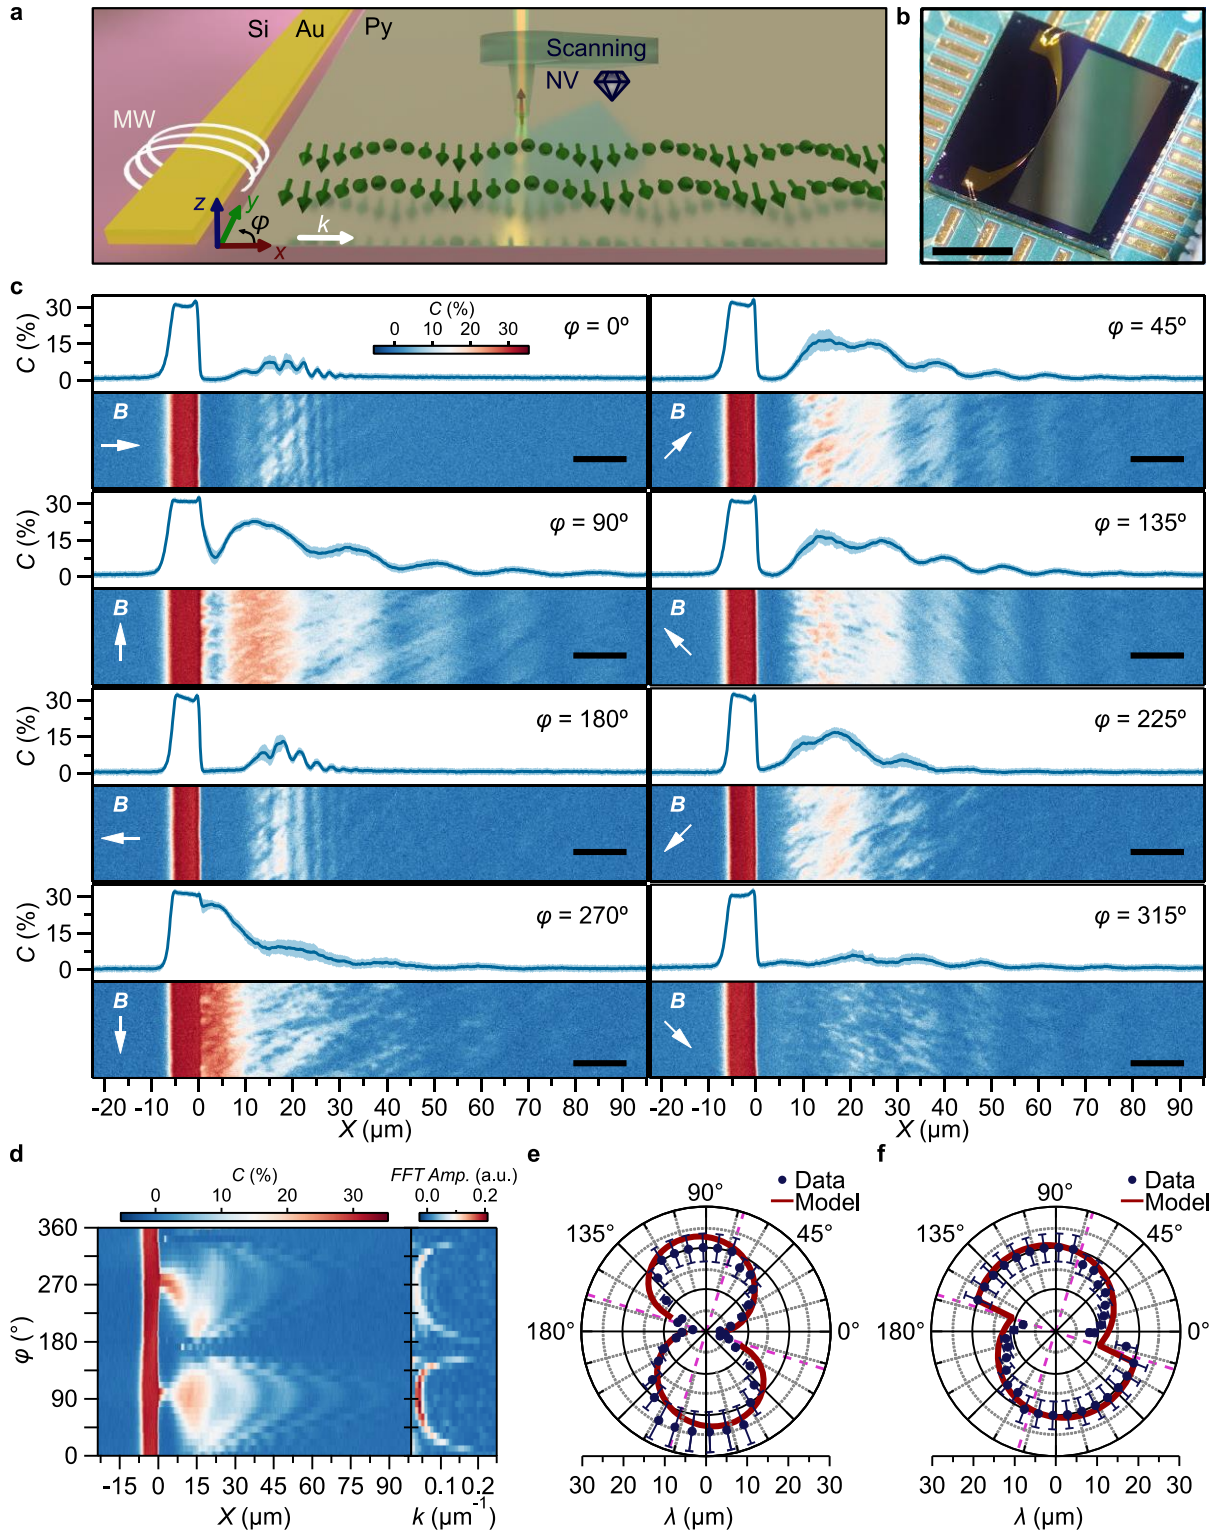 a
Si Au Py
Scanning
NV
MW
z
y
φ
x
k
b
c
C (%)
30
15
0
C (%)
0 10 20 30
φ = 0º
B
φ = 45º
B
C (%)
30
15
0
φ = 90º
B
φ = 135º
B
C (%)
30
15
0
φ = 180º
B
φ = 225º
B
C (%)
30
15
0
φ = 270º
B
φ = 315º
B
-20 -10 0 10 20 30 40 50 60 70 80 90
X (µm)
-20 -10 0 10 20 30 40 50 60 70 80 90
X (µm)
d
C (%)
0 10 20 30
FFT Amp. (a.u.)
0.0 0.2
φ (°)
360
270
180
90
0
-15 15 45 75
0 30 60 90
X (µm)
0.1 0.2
k (µm⁻¹)
e
Data
Model
90°
135° 45°
180° 0°
30 20 10 0 10 20 30
λ (µm)
f
Data
Model
90°
135° 45°
180° 0°
30 20 10 0 10 20 30
λ (µm)